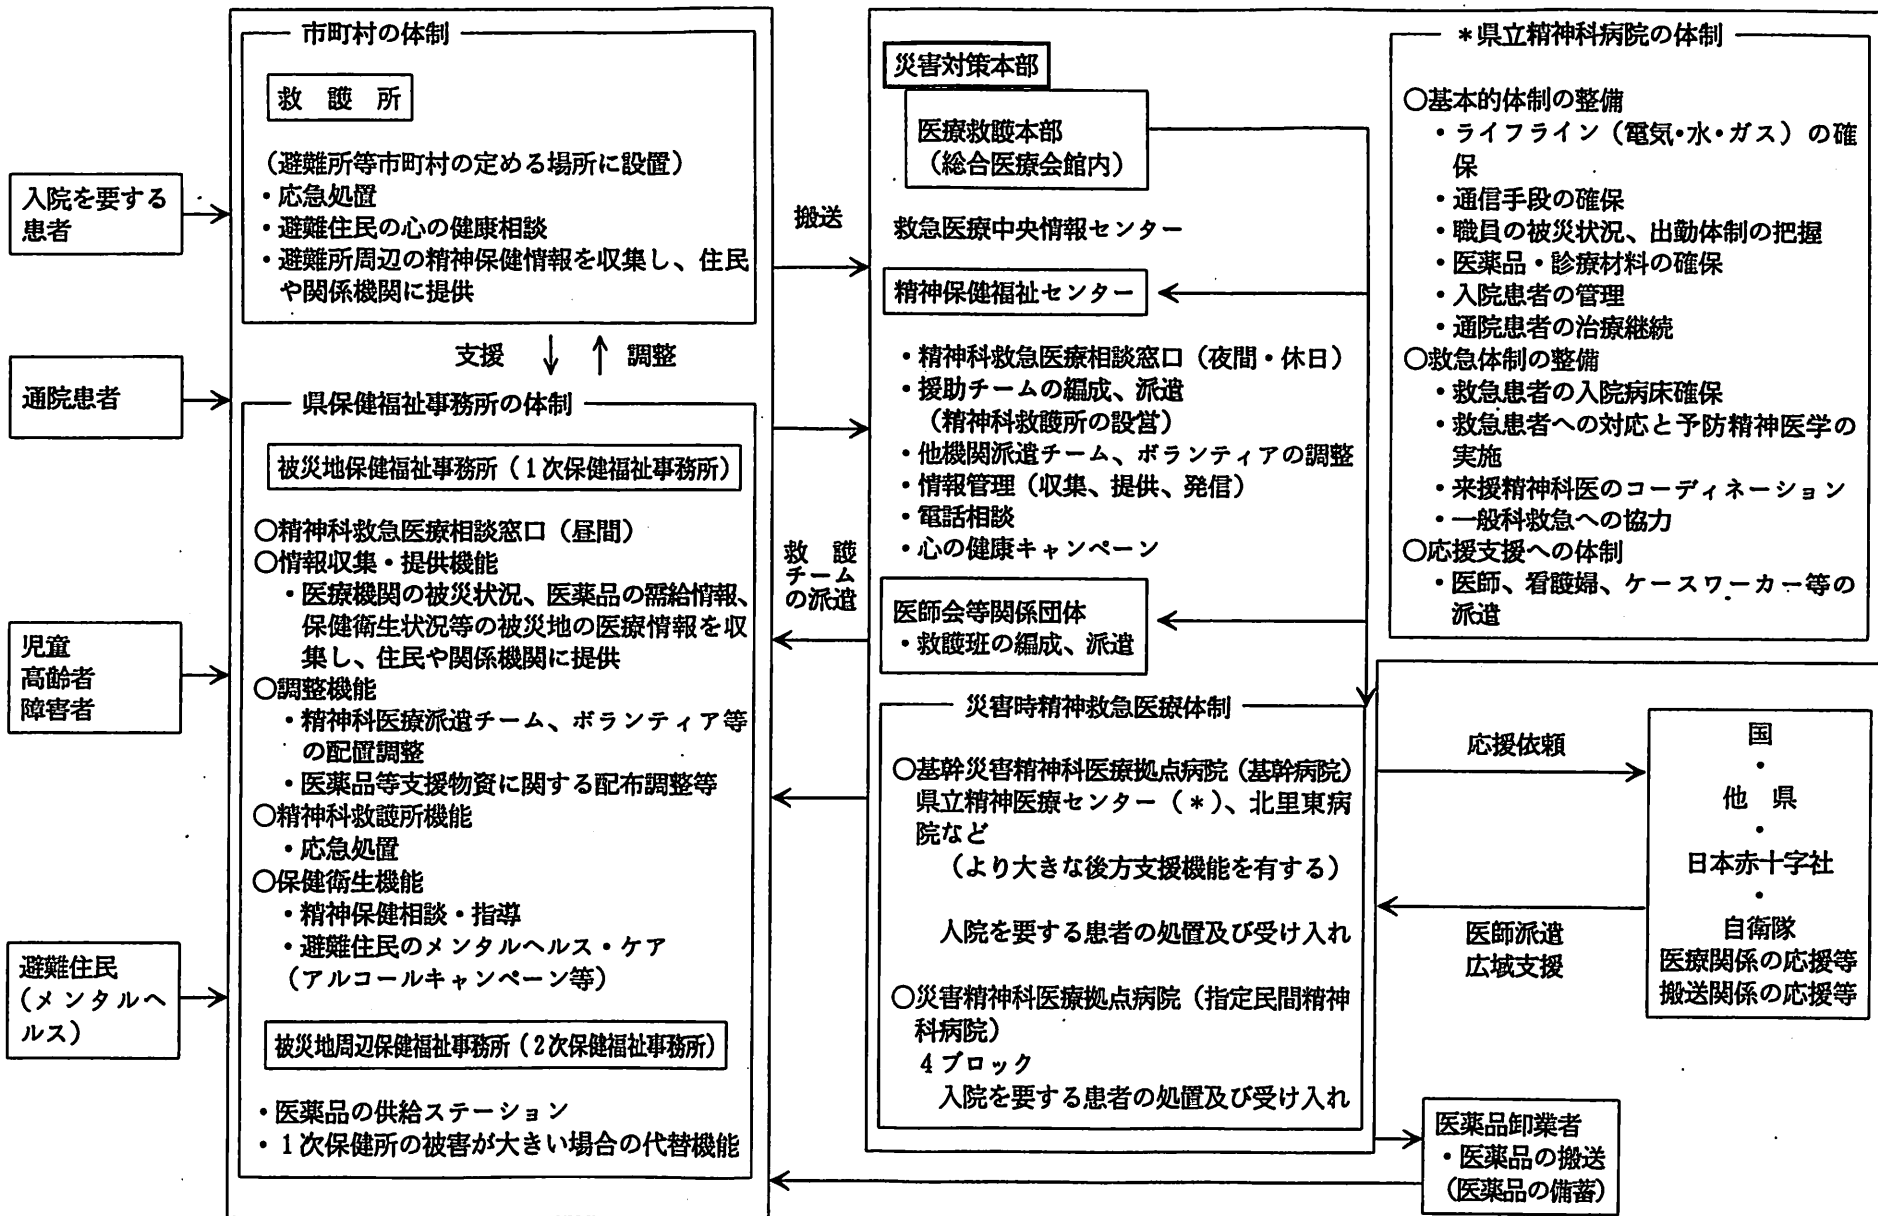 入院を要する
患者
通院患者
児童
高齢者
障害者
避難住民
(メンタルヘ
ルス)
市町村の体制
救護所
(避難所等市町村の定める場所に設置)
・応急処置
・避難住民の心の健康相談
・避難所周辺の精神保健情報を収集し、住民
や関係機関に提供
支援 ↓ ↑ 調整
県保健福祉事務所の体制
被災地保健福祉事務所(1次保健福祉事務所)
○精神科救急医療相談窓口(昼間)
○情報収集・提供機能
・医療機関の被災状況、医薬品の需給情報、
保健衛生状況等の被災地の医療情報を収
集し、住民や関係機関に提供
○調整機能
・精神科医療派遣チーム、ボランティア等
の配置調整
・医薬品等支援物資に関する配布調整等
○精神科救護所機能
・応急処置
○保健衛生機能
・精神保健相談・指導
・避難住民のメンタルヘルス・ケア
(アルコールキャンペーン等)
被災地周辺保健福祉事務所(2次保健福祉事務所)
・医薬品の供給ステーション
・1次保健所の被害が大きい場合の代替機能
搬送
救護
チーム
の派遣
災害対策本部
医療救護本部
(総合医療会館内)
救急医療中央情報センター
精神保健福祉センター
・精神科救急医療相談窓口(夜間・休日)
・援助チームの編成、派遣
(精神科救護所の設営)
・他機関派遣チーム、ボランティアの調整
・情報管理(収集、提供、発信)
・電話相談
・心の健康キャンペーン
医師会等関係団体
・救護班の編成、派遣
災害時精神救急医療体制
○基幹災害精神科医療拠点病院(基幹病院)
県立精神医療センター(*)、北里東病
院など
(より大きな後方支援機能を有する)
入院を要する患者の処置及び受け入れ
○災害精神科医療拠点病院(指定民間精神
科病院)
4ブロック
入院を要する患者の処置及び受け入れ
*県立精神科病院の体制
○基本的体制の整備
・ライフライン(電気・水・ガス)の確
保
・通信手段の確保
・職員の被災状況、出勤体制の把握
・医薬品・診療材料の確保
・入院患者の管理
・通院患者の治療継続
○救急体制の整備
・救急患者の入院病床確保
・救急患者への対応と予防精神医学の
実施
・来援精神科医のコーディネーション
・一般科救急への協力
○応援支援への体制
・医師、看護婦、ケースワーカー等の
派遣
応援依頼
医師派遣
広域支援
国
・
他県
・
日本赤十字社
・
自衛隊
医療関係の応援等
搬送関係の応援等
医薬品卸業者
・医薬品の搬送
(医薬品の備蓄)